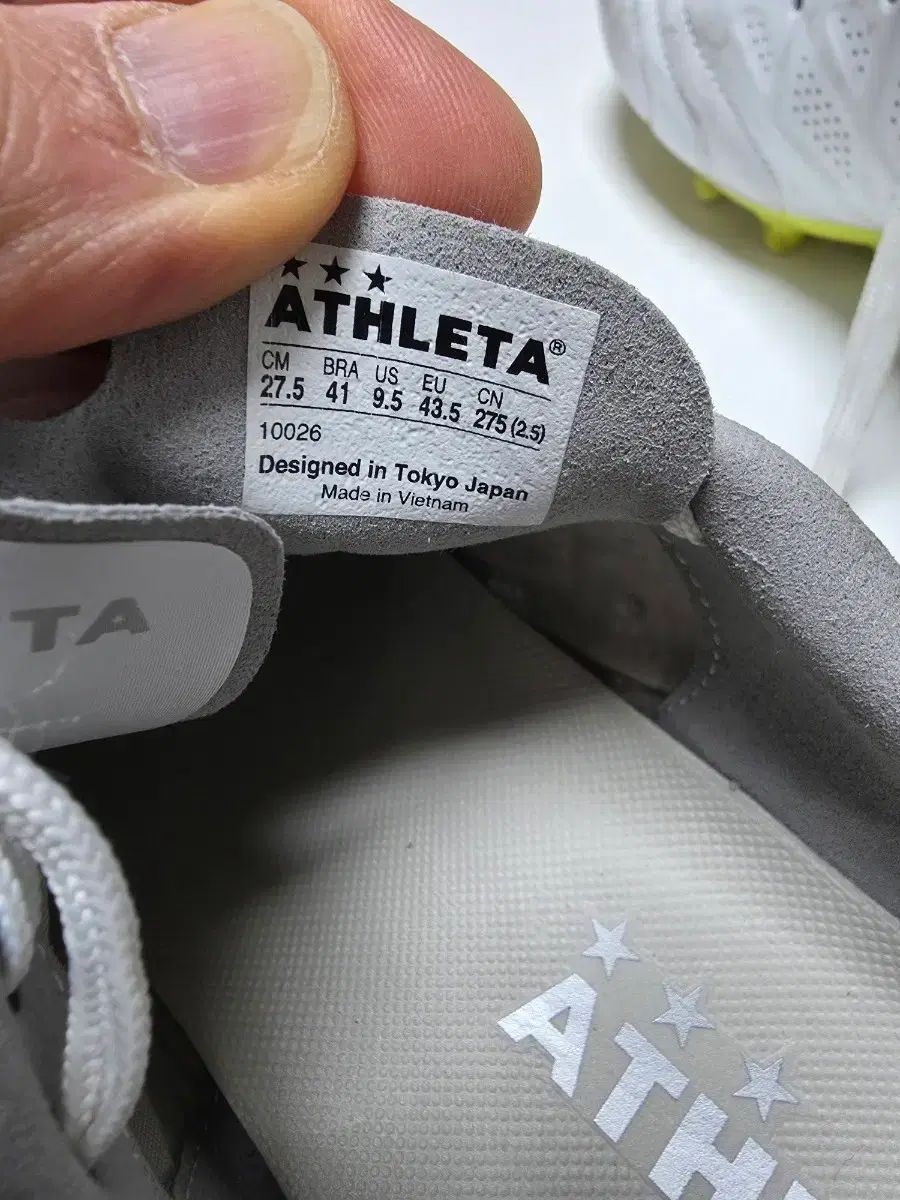 ★★★
ATHLETA®
CM BRA US EU CN
27.5 41 9.5 43.5 275 (2.5)
10026
Designed in Tokyo Japan
Made in Vietnam
TA
ATH